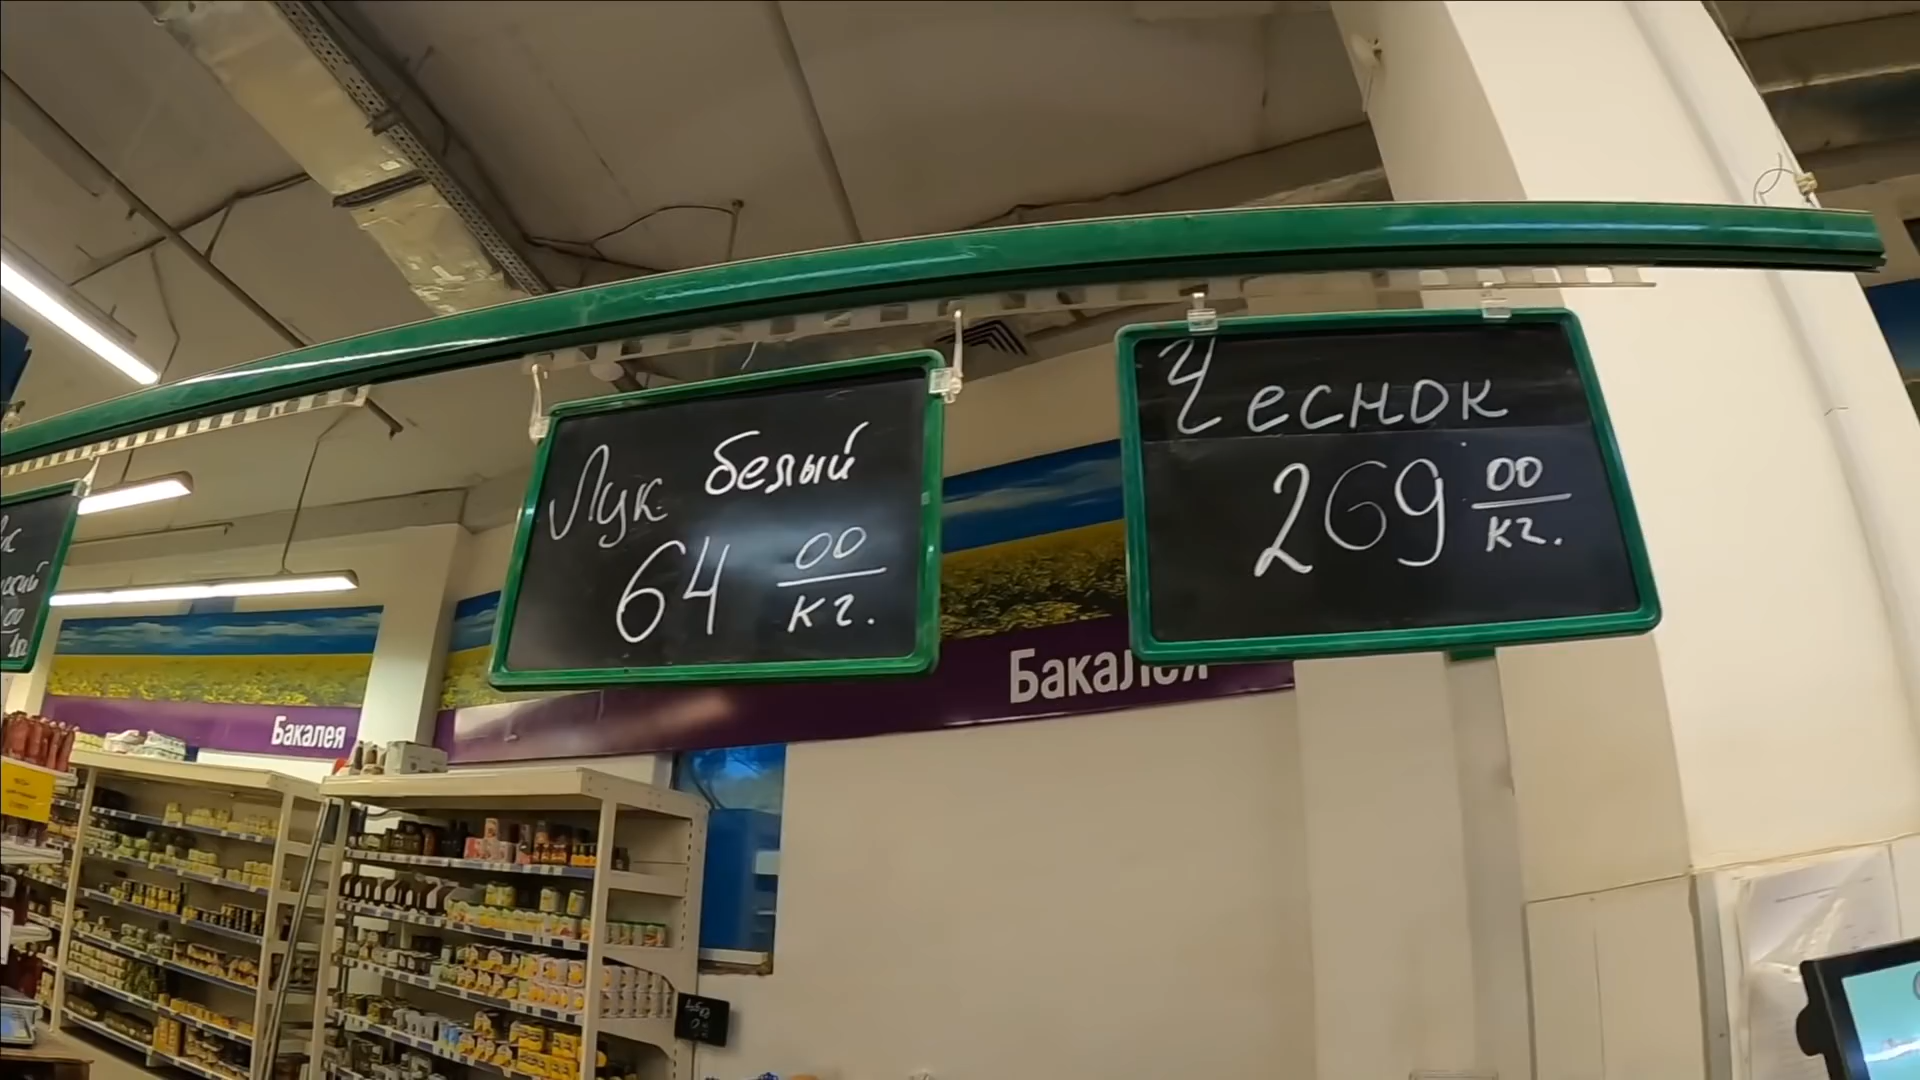 Лук белый
64 00
кг.
Чеснок
269 00
кг.
Бакалея
Бакалея